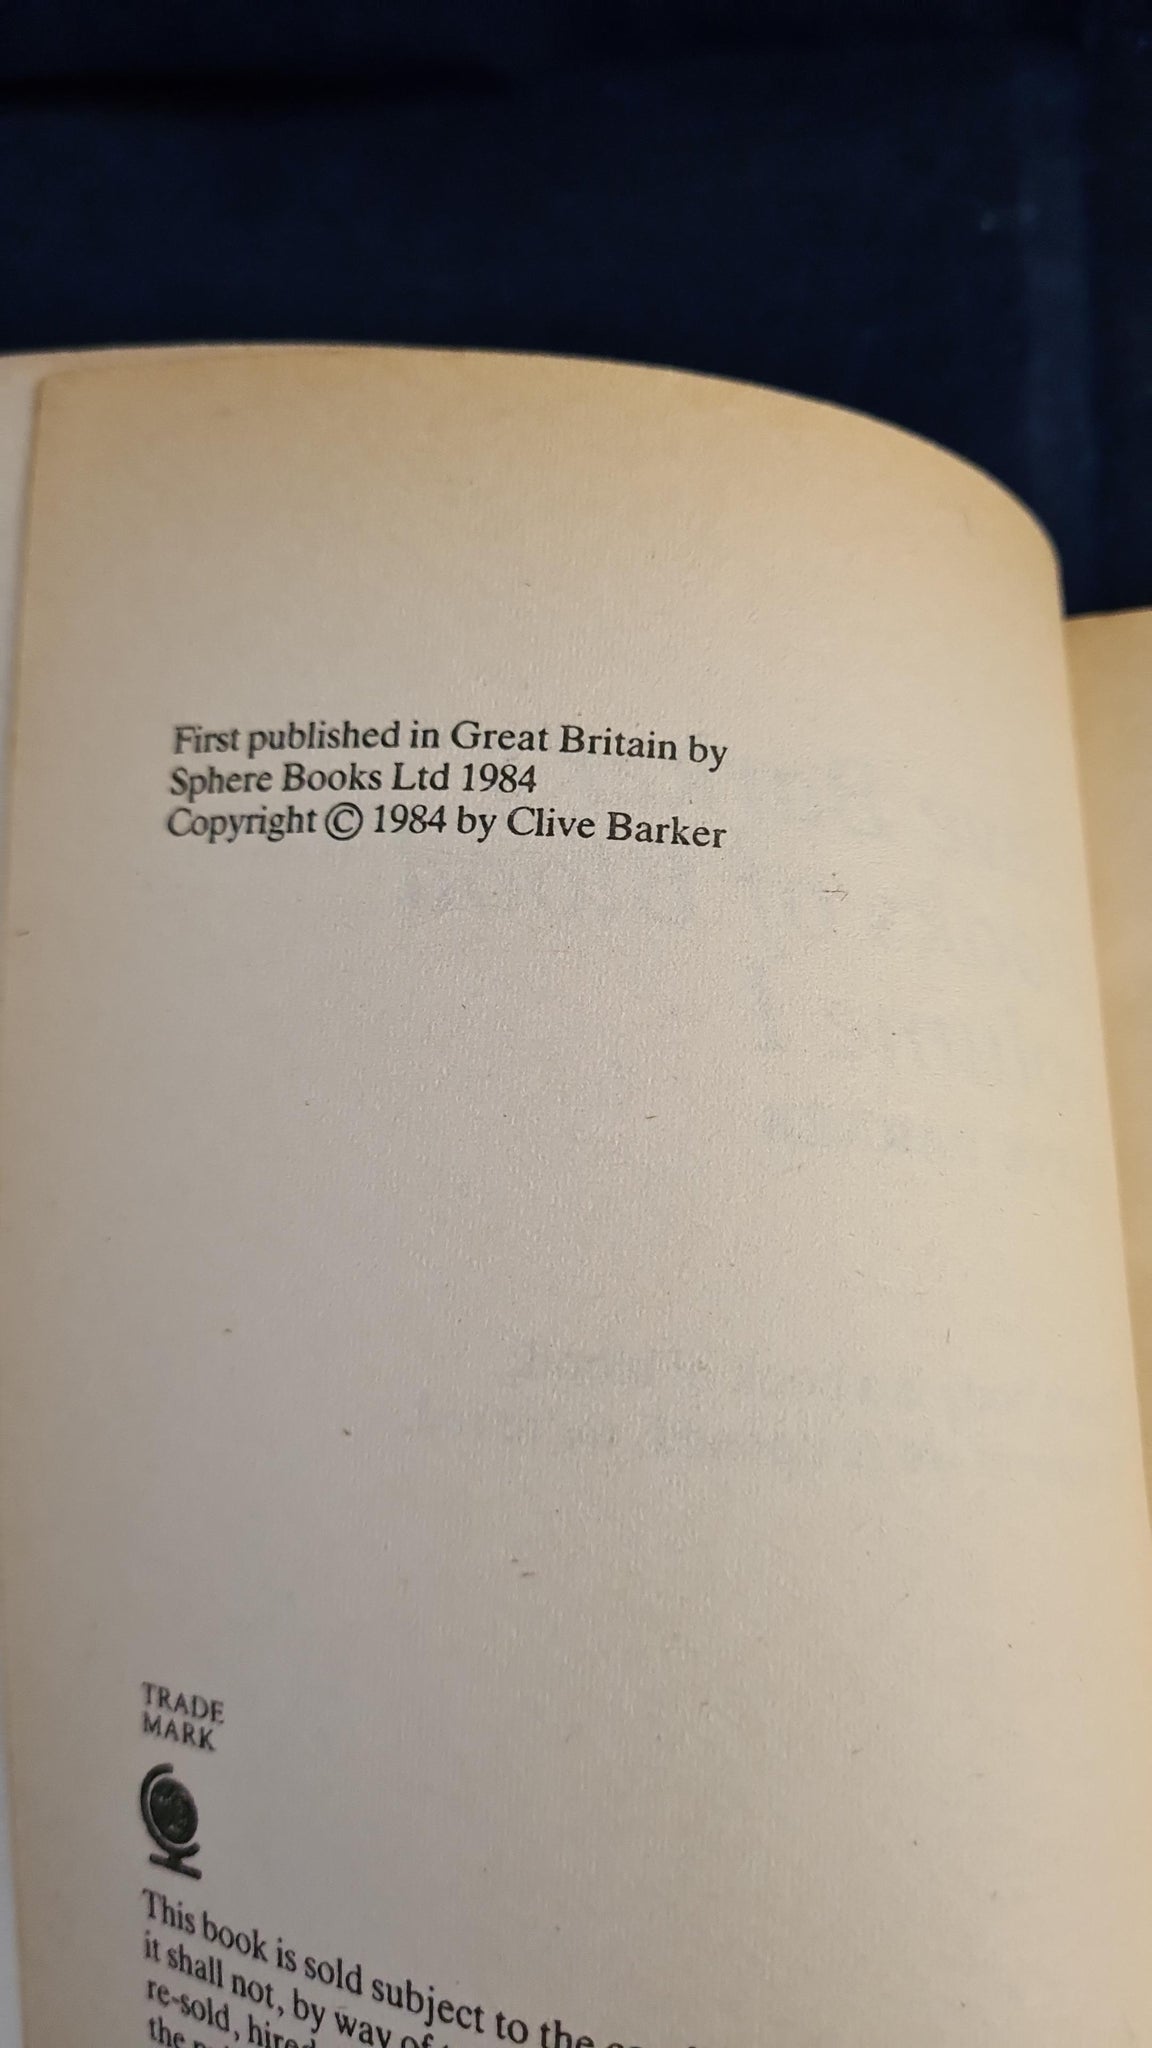 First published in Great Britain by
Sphere Books Ltd 1984
Copyright © 1984 by Clive Barker
TRADE
MARK
This book is sold subject to the
it shall not, by way of
re-sold,
the